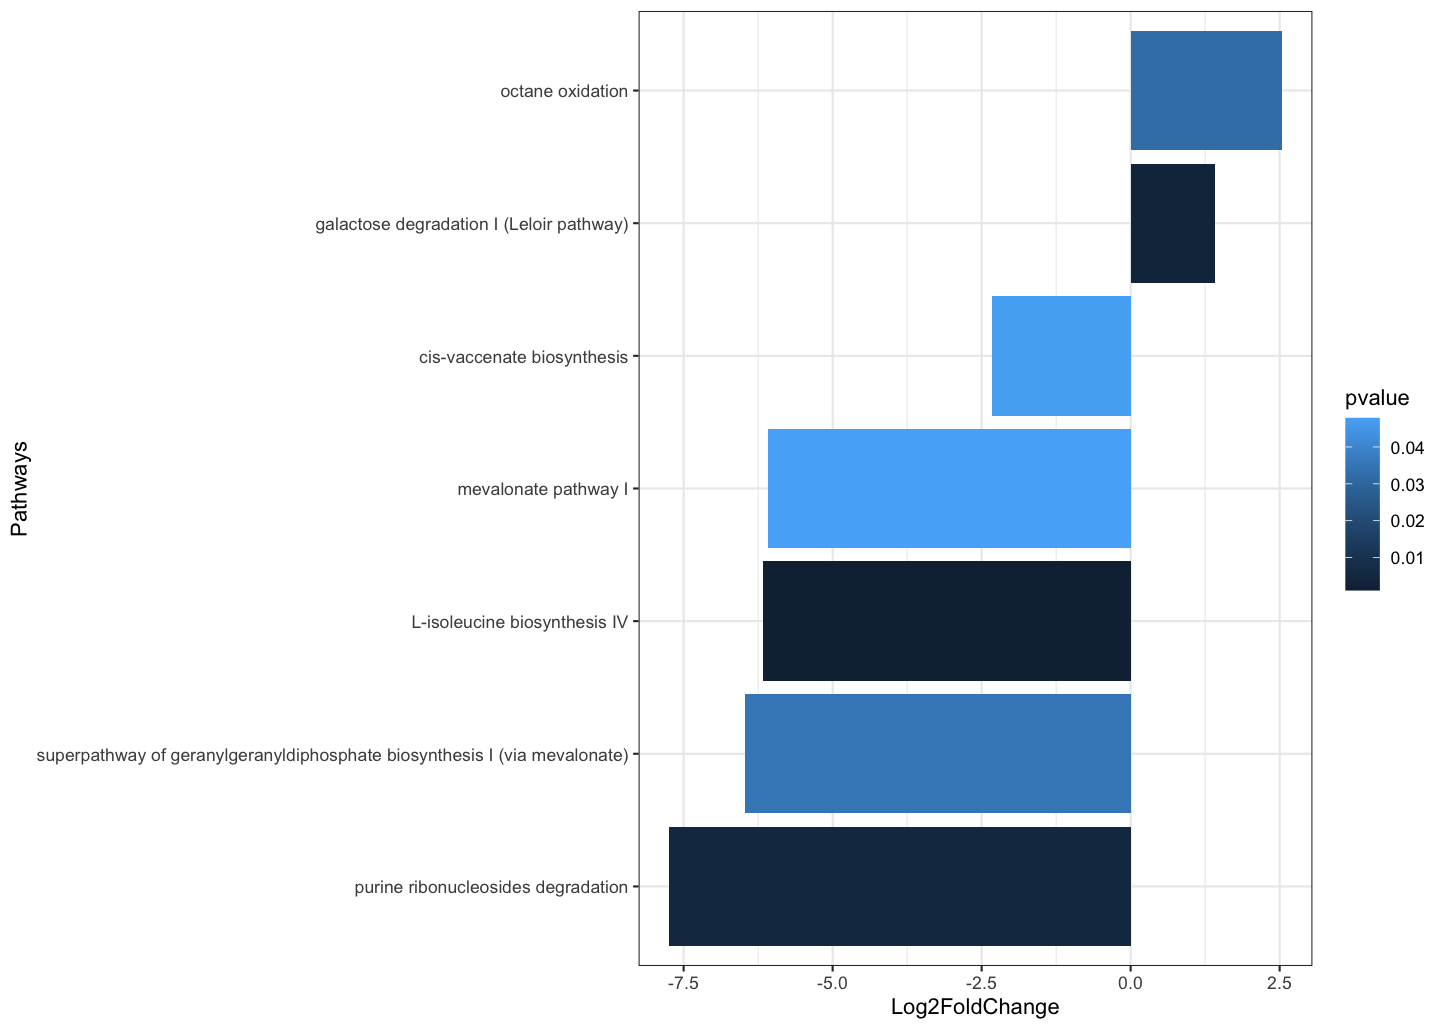 octane oxidation
galactose degradation I (Leloir pathway)
cis-vaccenate biosynthesis
mevalonate pathway I
L-isoleucine biosynthesis IV
superpathway of geranylgeranyldiphosphate biosynthesis I (via mevalonate)
purine ribonucleosides degradation
Pathways
-7.5
-5.0
-2.5
0.0
2.5
Log2FoldChange
pvalue
0.04
0.03
0.02
0.01